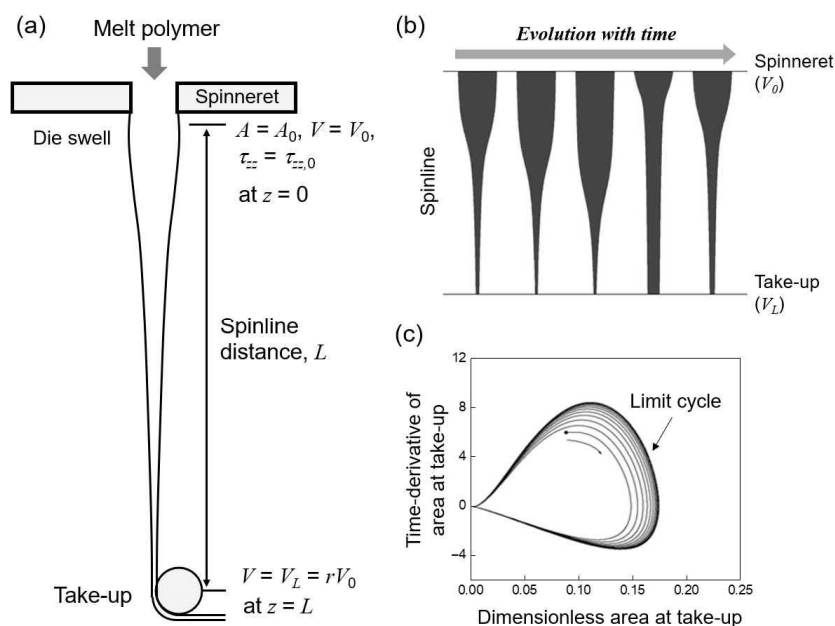 (a)
Melt polymer
Spinneret
Die swell
A = A₀, V = V₀,
τzz = τzz,0
at z = 0
Spinline
distance, L
Take-up
V = V_L = rV₀
at z = L
(b)
Evolution with time
Spinneret
(V₀)
Spinline
Take-up
(V_L)
(c)
12
8
4
0
-4
Time-derivative of
area at take-up
Limit cycle
0.00 0.05 0.10 0.15 0.20 0.25
Dimensionless area at take-up